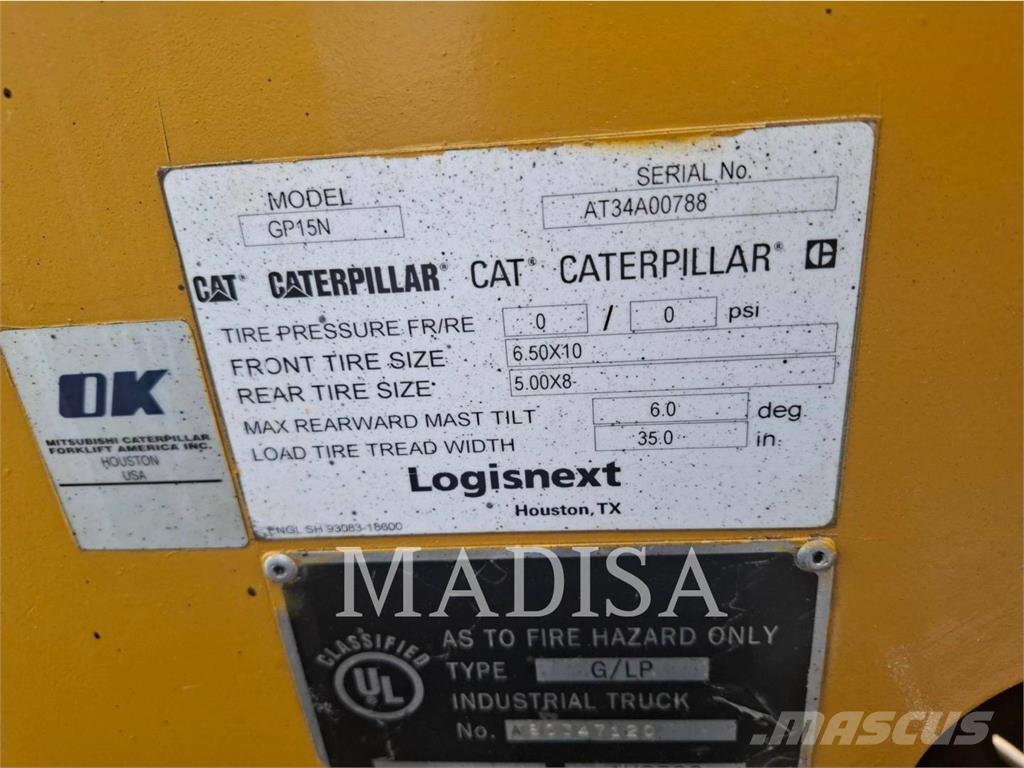 MODEL
GP15N
SERIAL No.
AT34A00788
CAT® CATERPILLAR® CAT® CATERPILLAR®
TIRE PRESSURE FR/RE 0 / 0 psi
FRONT TIRE SIZE 6.50X10
REAR TIRE SIZE 5.00X8
MAX REARWARD MAST TILT 6.0 deg.
LOAD TIRE TREAD WIDTH 35.0 in.
Logisnext
Houston, TX
93083-18600
OK
MITSUBISHI CATERPILLAR
FORKLIFT AMERICA INC.
HOUSTON
USA
MADISA
CLASSIFIED
UL
AS TO FIRE HAZARD ONLY
TYPE G/LP
INDUSTRIAL TRUCK
No.
MASCUS